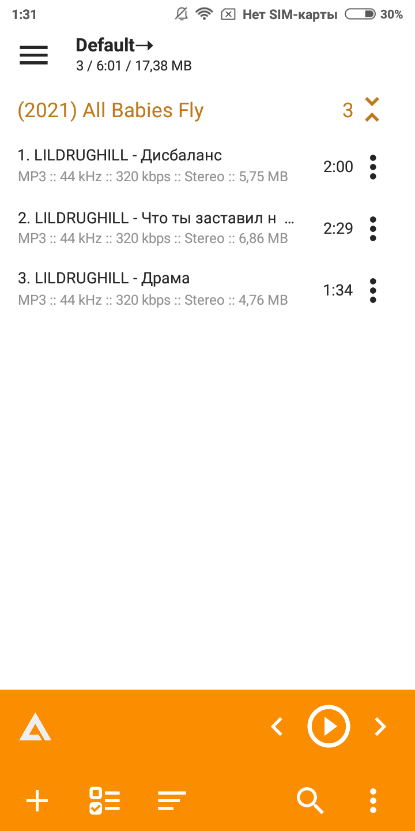 1:31 Нет SIM-карты 30%
Default→
3 / 6:01 / 17,38 MB
(2021) All Babies Fly 3
1. LILDRUGHILL - Дисбаланс 2:00
MP3 :: 44 kHz :: 320 kbps :: Stereo :: 5,75 MB
2. LILDRUGHILL - Что ты заставил н ... 2:29
MP3 :: 44 kHz :: 320 kbps :: Stereo :: 6,86 MB
3. LILDRUGHILL - Драма 1:34
MP3 :: 44 kHz :: 320 kbps :: Stereo :: 4,76 MB